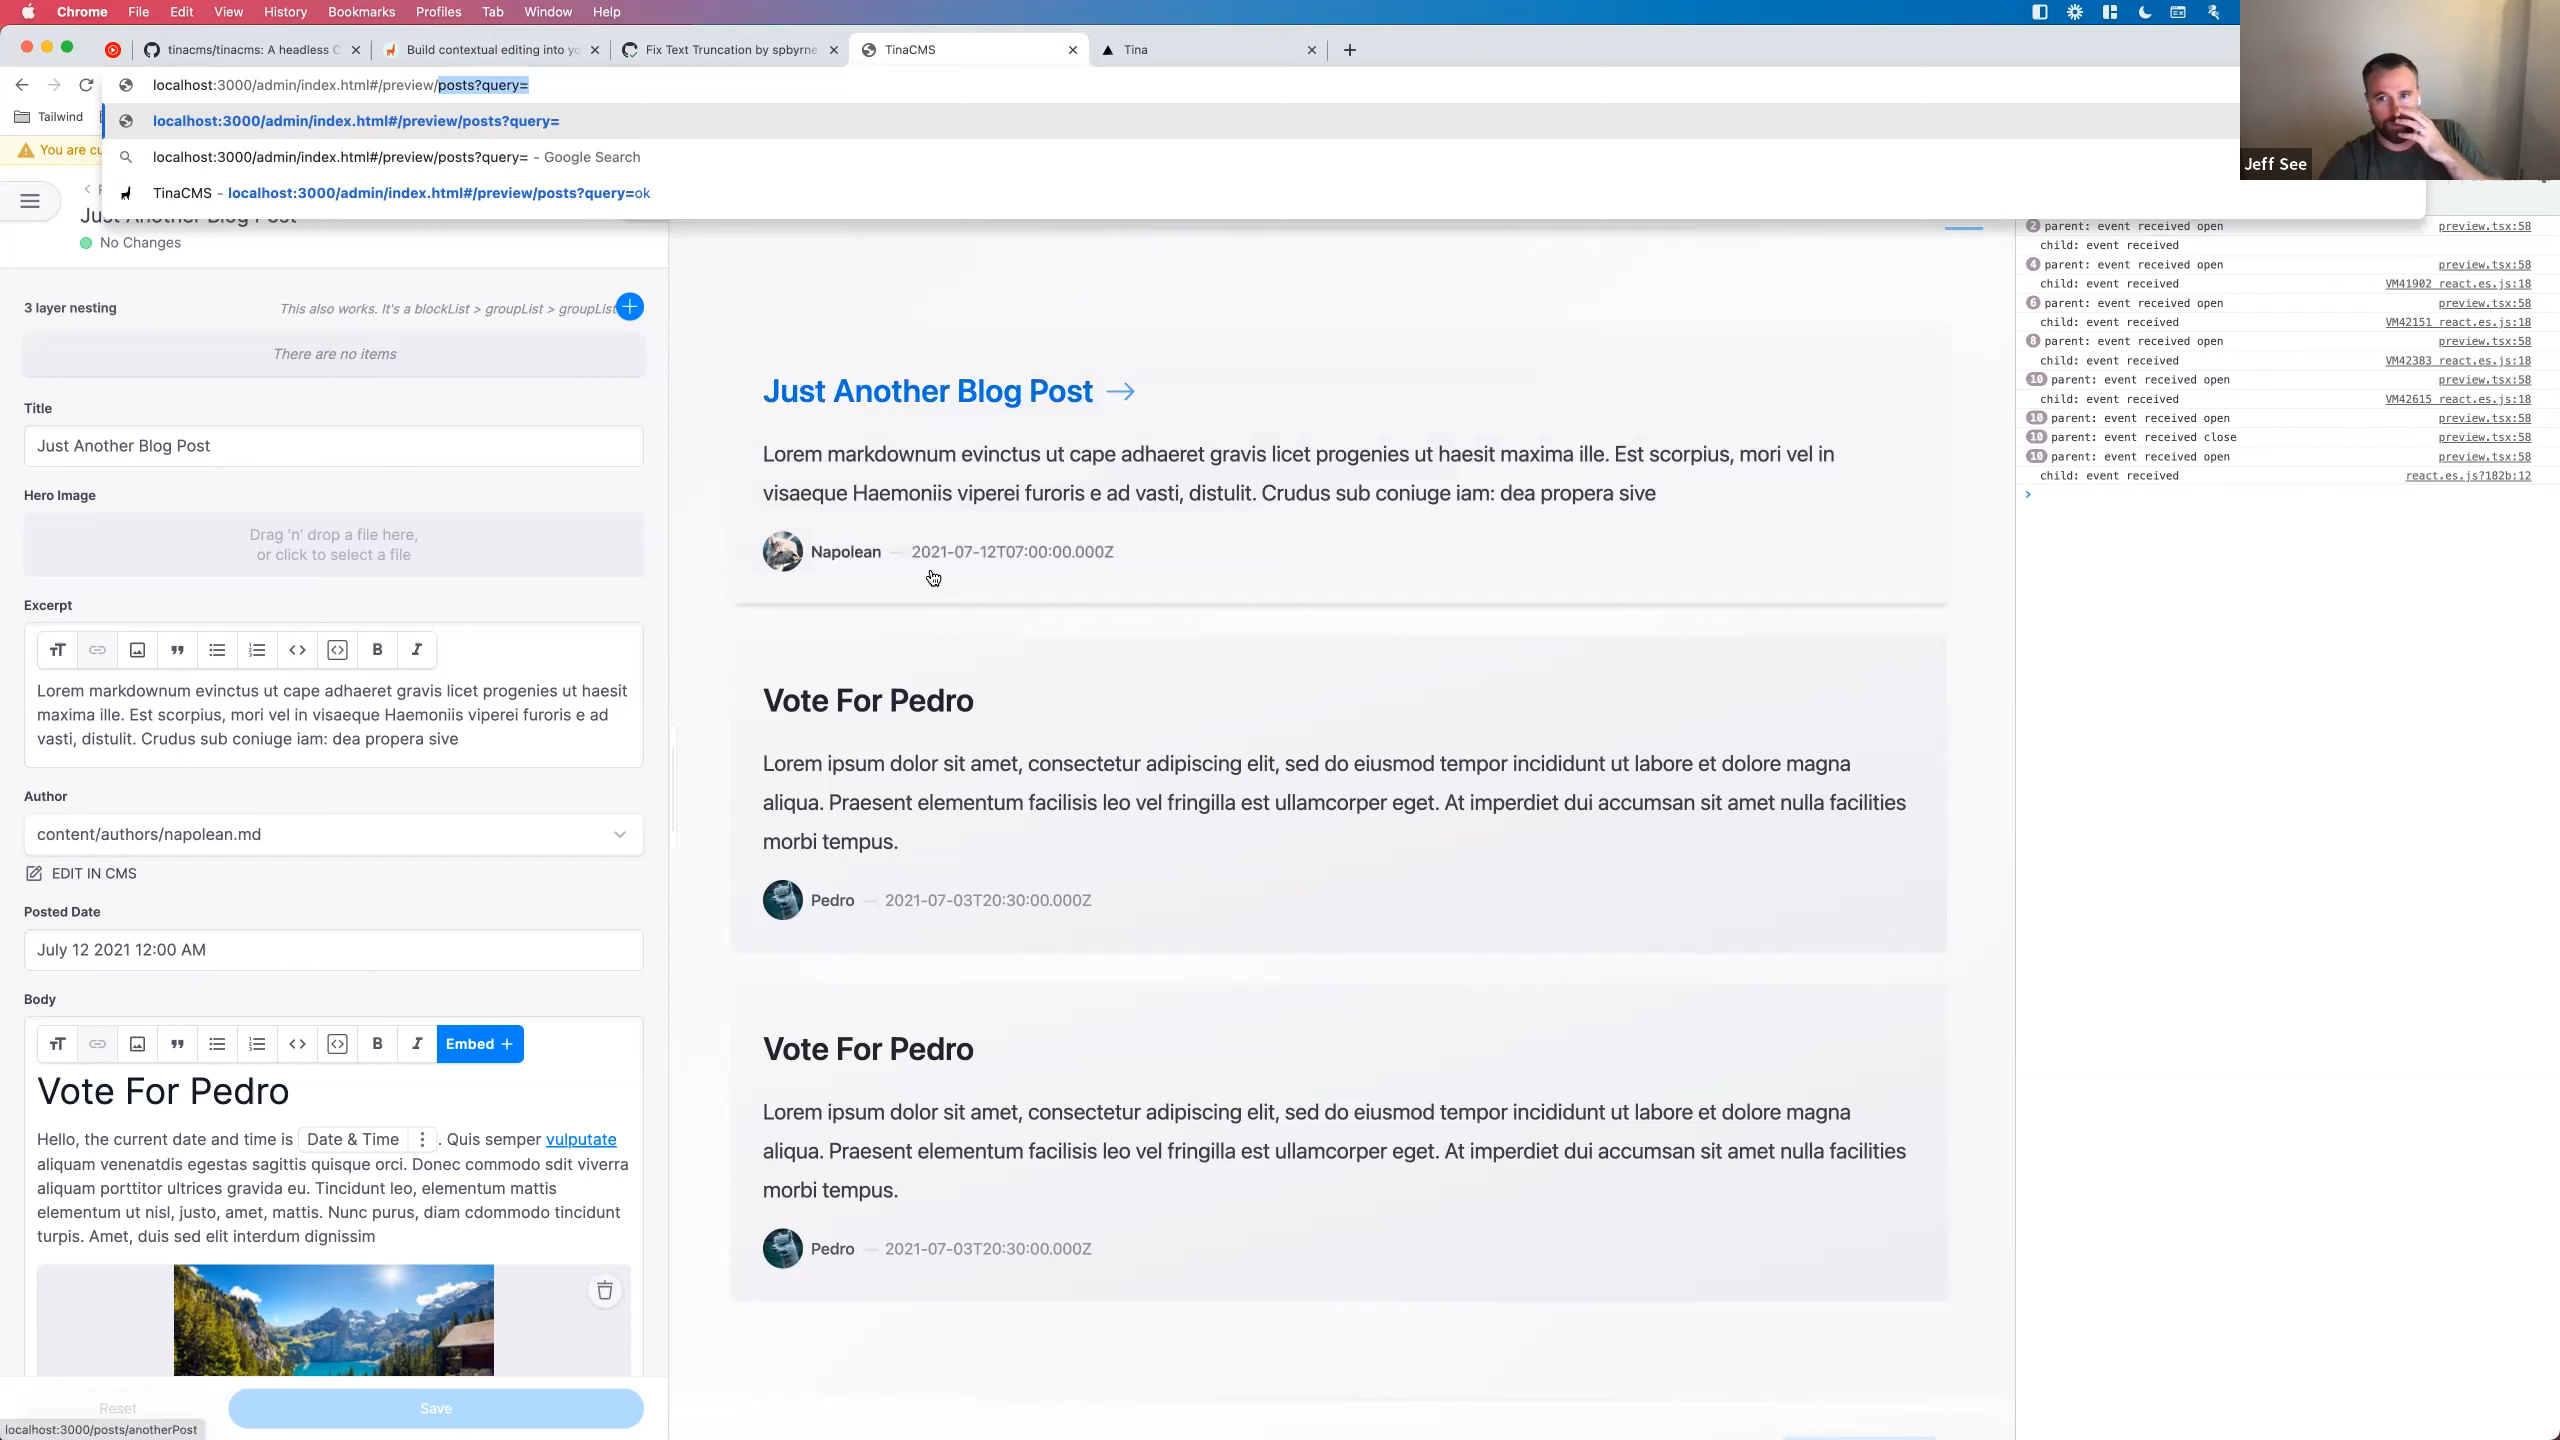 Chrome File Edit View History Bookmarks Profiles Tab Window Help
tinacms/tinacms: A headless C
Build contextual editing into yo
Fix Text Truncation by spbyrne
TinaCMS
Tina
localhost:3000/admin/index.html#/preview/posts?query=
Tailwind
localhost:3000/admin/index.html#/preview/posts?query=
You are cu
localhost:3000/admin/index.html#/preview/posts?query= - Google Search
Jeff See
TinaCMS - localhost:3000/admin/index.html#/preview/posts?query=ok
Just Another Blog Post
No Changes
3 layer nesting
This also works. It's a blockList > groupList > groupList
There are no items
Title
Just Another Blog Post
Hero Image
Drag 'n' drop a file here,
or click to select a file
Excerpt
Lorem markdownum evinctus ut cape adhaeret gravis licet progenies ut haesit
maxima ille. Est scorpius, mori vel in visaeque Haemoniis viperei furoris e ad
vasti, distulit. Crudus sub coniuge iam: dea propera sive
Author
content/authors/napolean.md
EDIT IN CMS
Posted Date
July 12 2021 12:00 AM
Body
Embed +
Vote For Pedro
Hello, the current date and time is Date & Time . Quis semper vulputate
aliquam venenatdis egestas sagittis quisque orci. Donec commodo sdit viverra
aliquam porttitor ultrices gravida eu. Tincidunt leo, elementum mattis
elementum ut nisl, justo, amet, mattis. Nunc purus, diam cdommodo tincidunt
turpis. Amet, duis sed elit interdum dignissim
Reset
Save
localhost:3000/posts/anotherPost
Just Another Blog Post →
Lorem markdownum evinctus ut cape adhaeret gravis licet progenies ut haesit maxima ille. Est scorpius, mori vel in
visaeque Haemoniis viperei furoris e ad vasti, distulit. Crudus sub coniuge iam: dea propera sive
Napolean — 2021-07-12T07:00:00.000Z
Vote For Pedro
Lorem ipsum dolor sit amet, consectetur adipiscing elit, sed do eiusmod tempor incididunt ut labore et dolore magna
aliqua. Praesent elementum facilisis leo vel fringilla est ullamcorper eget. At imperdiet dui accumsan sit amet nulla facilities
morbi tempus.
Pedro — 2021-07-03T20:30:00.000Z
Vote For Pedro
Lorem ipsum dolor sit amet, consectetur adipiscing elit, sed do eiusmod tempor incididunt ut labore et dolore magna
aliqua. Praesent elementum facilisis leo vel fringilla est ullamcorper eget. At imperdiet dui accumsan sit amet nulla facilities
morbi tempus.
Pedro — 2021-07-03T20:30:00.000Z
2 parent: event received open preview.tsx:58
child: event received
4 parent: event received open preview.tsx:58
child: event received VM41902 react.es.js:18
6 parent: event received open preview.tsx:58
child: event received VM42151 react.es.js:18
8 parent: event received open preview.tsx:58
child: event received VM42383 react.es.js:18
10 parent: event received open preview.tsx:58
child: event received VM42615 react.es.js:18
10 parent: event received open preview.tsx:58
10 parent: event received close preview.tsx:58
10 parent: event received open preview.tsx:58
child: event received react.es.js?182b:12